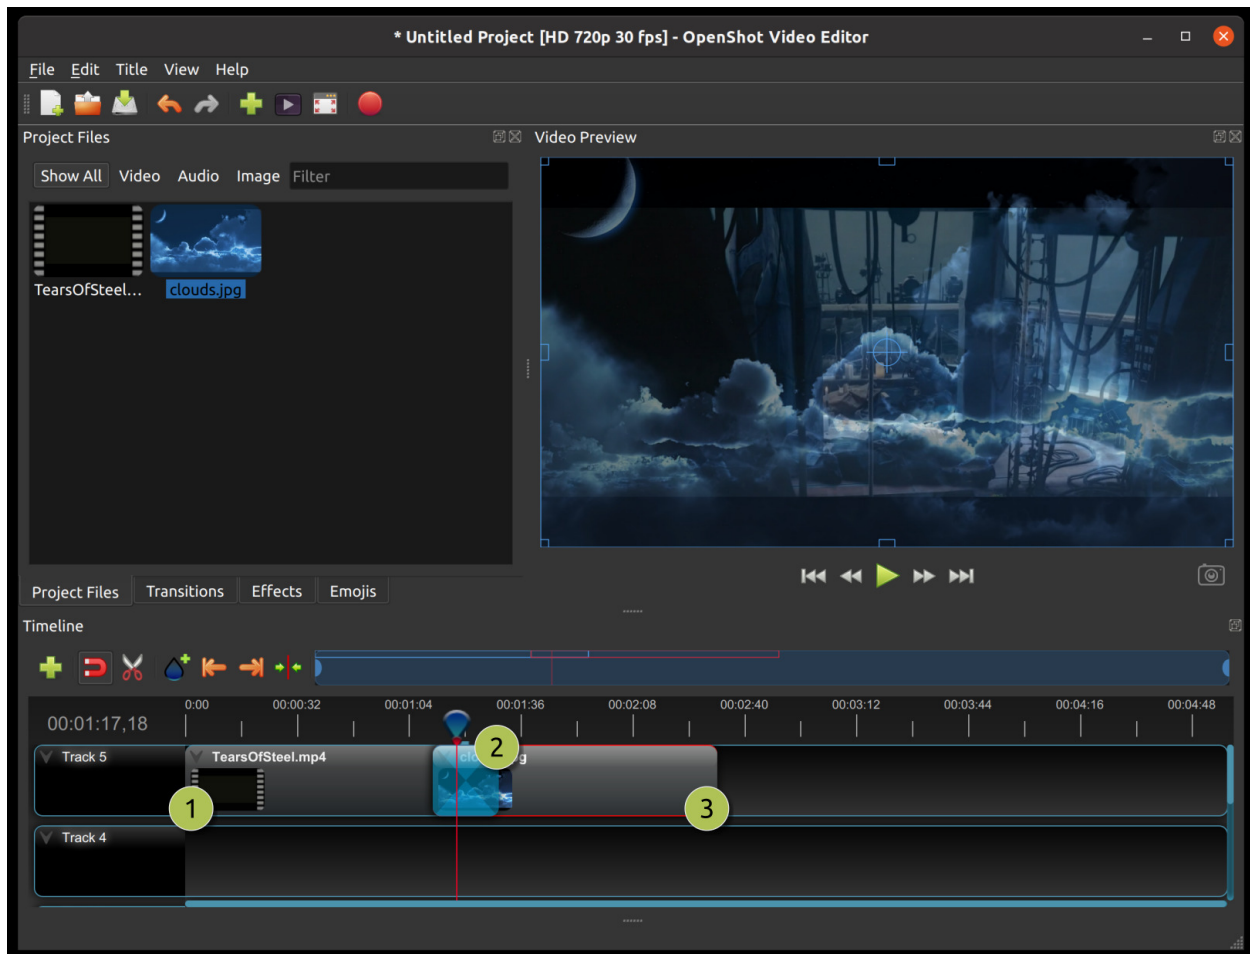 * Untitled Project [HD 720p 30 fps] - OpenShot Video Editor
File Edit Title View Help
Project Files
Video Preview
Show All Video Audio Image Filter
TearsOfSteel... clouds.jpg
Project Files Transitions Effects Emojis
Timeline
0:00 00:00:32 00:01:04 00:01:36 00:02:08 00:02:40 00:03:12 00:03:44 00:04:16 00:04:48
00:01:17,18
2
Track 5 TearsOfSteel.mp4
1 3
Track 4